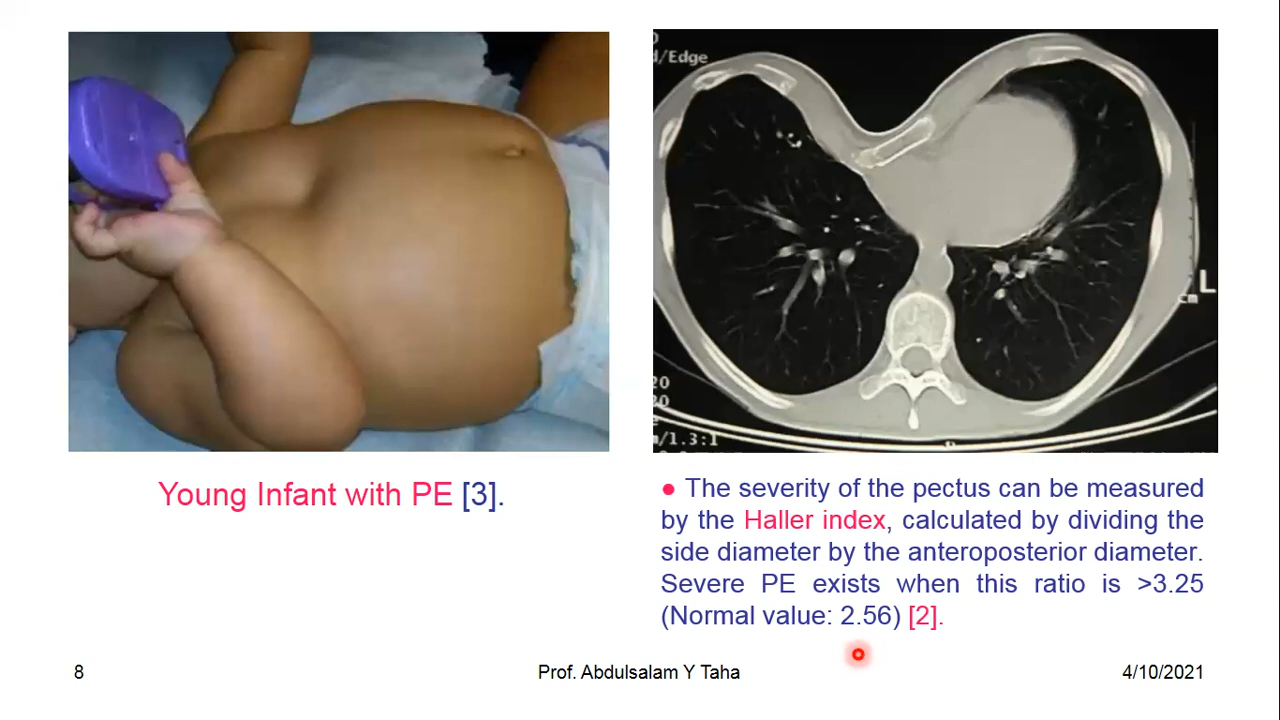 /Edge
L
cm
20
20
m/1.3:1
Young Infant with PE [3].
● The severity of the pectus can be measured
by the Haller index, calculated by dividing the
side diameter by the anteroposterior diameter.
Severe PE exists when this ratio is >3.25
(Normal value: 2.56) [2].
8
Prof. Abdulsalam Y Taha
4/10/2021